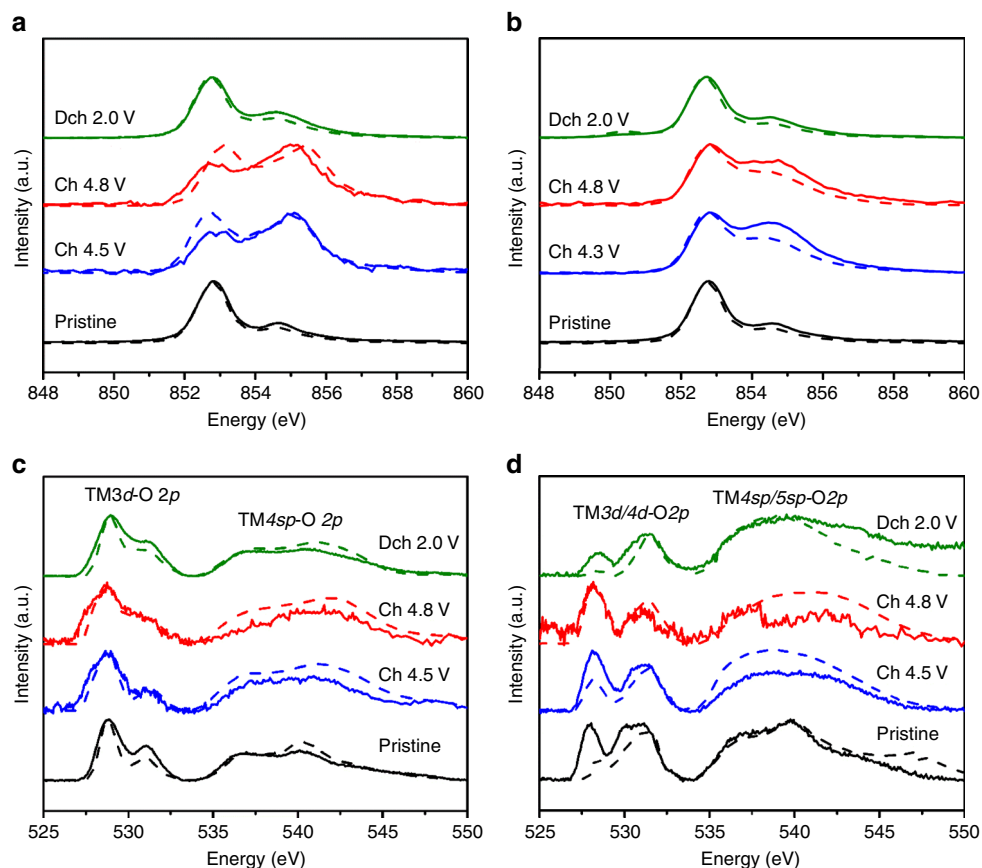 a
Dch 2.0 V
Ch 4.8 V
Ch 4.5 V
Pristine
Intensity (a.u.)
848 850 852 854 856 858 860
Energy (eV)
b
Dch 2.0 V
Ch 4.8 V
Ch 4.3 V
Pristine
Intensity (a.u.)
848 850 852 854 856 858 860
Energy (eV)
c
TM3d-O 2p
TM4sp-O 2p
Dch 2.0 V
Ch 4.8 V
Ch 4.5 V
Pristine
Intensity (a.u.)
525 530 535 540 545 550
Energy (eV)
d
TM3d/4d-O2p
TM4sp/5sp-O2p
Dch 2.0 V
Ch 4.8 V
Ch 4.5 V
Pristine
Intensity (a.u.)
525 530 535 540 545 550
Energy (eV)